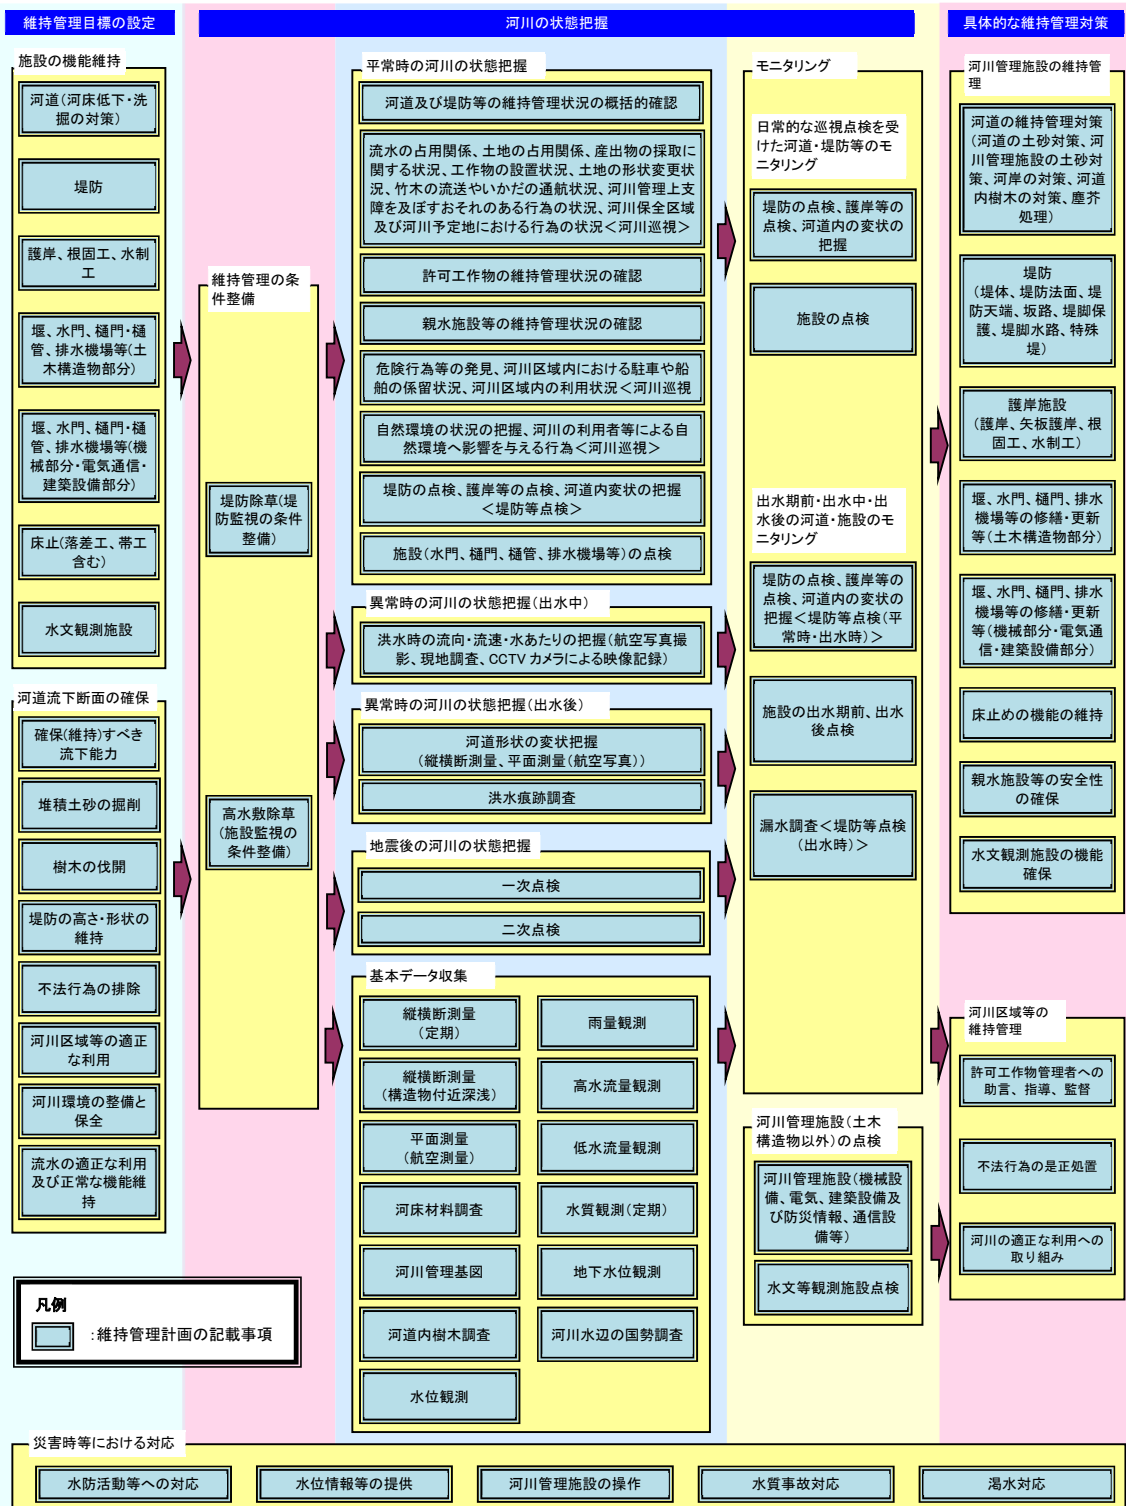 維持管理目標の設定
河川の状態把握
具体的な維持管理対策
施設の機能維持
河道(河床低下・洗
掘の対策)
堤防
護岸、根固工、水制
工
堰、水門、樋門・樋
管、排水機場等(土
木構造物部分)
堰、水門、樋門・樋
管、排水機場等(機
械部分・電気通信・
建築設備部分)
床止(落差工、帯工
含む)
水文観測施設
河道流下断面の確保
確保(維持)すべき
流下能力
堆積土砂の掘削
樹木の伐開
堤防の高さ・形状の
維持
不法行為の排除
河川区域等の適正
な利用
河川環境の整備と
保全
流水の適正な利用
及び正常な機能維
持
凡例
:維持管理計画の記載事項
維持管理の条
件整備
堤防除草(堤
防監視の条件
整備)
高水敷除草
(施設監視の
条件整備)
平常時の河川の状態把握
河道及び堤防等の維持管理状況の概括的確認
流水の占用関係、土地の占用関係、産出物の採取に
関する状況、工作物の設置状況、土地の形状変更状
況、竹木の流送やいかだの通航状況、河川管理上支
障を及ぼすおそれのある行為の状況、河川保全区域
及び河川予定地における行為の状況<河川巡視>
許可工作物の維持管理状況の確認
親水施設等の維持管理状況の確認
危険行為等の発見、河川区域内における駐車や船
舶の係留状況、河川区域内の利用状況<河川巡視
自然環境の状況の把握、河川の利用者等による自
然環境へ影響を与える行為<河川巡視>
堤防の点検、護岸等の点検、河道内変状の把握
<堤防等点検>
施設(水門、樋門、樋管、排水機場等)の点検
異常時の河川の状態把握(出水中)
洪水時の流向・流速・水あたりの把握(航空写真撮
影、現地調査、CCTVカメラによる映像記録)
異常時の河川の状態把握(出水後)
河道形状の変状把握
(縦横断測量、平面測量(航空写真))
洪水痕跡調査
地震後の河川の状態把握
一次点検
二次点検
基本データ収集
縦横断測量
(定期)
雨量観測
縦横断測量
(構造物付近深浅)
高水流量観測
平面測量
(航空測量)
低水流量観測
河床材料調査
水質観測(定期)
河川管理基図
地下水位観測
河道内樹木調査
河川水辺の国勢調査
水位観測
モニタリング
日常的な巡視点検を受
けた河道・堤防等のモ
ニタリング
堤防の点検、護岸等の
点検、河道内の変状の
把握
施設の点検
出水期前・出水中・出
水後の河道・施設のモ
ニタリング
堤防の点検、護岸等の
点検、河道内の変状の
把握<堤防等点検(平
常時・出水時)>
施設の出水期前、出水
後点検
漏水調査<堤防等点検
(出水時)>
河川管理施設(土木
構造物以外)の点検
河川管理施設(機械設
備、電気、建築設備及
び防災情報、通信設
備等)
水文等観測施設点検
河川管理施設の維持管
理
河道の維持管理対策
(河道の土砂対策、河
川管理施設の土砂対
策、河岸の対策、河道
内樹木の対策、塵芥
処理)
堤防
(堤体、堤防法面、堤
防天端、坂路、堤脚保
護、堤脚水路、特殊
堤)
護岸施設
(護岸、矢板護岸、根
固工、水制工)
堰、水門、樋門、排水
機場等の修繕・更新
等(土木構造物部分)
堰、水門、樋門、排水
機場等の修繕・更新
等(機械部分・電気通
信・建築設備部分)
床止めの機能の維持
親水施設等の安全性
の確保
水文観測施設の機能
確保
河川区域等の
維持管理
許可工作物管理者への
助言、指導、監督
不法行為の是正処置
河川の適正な利用への
取り組み
災害時等における対応
水防活動等への対応
水位情報等の提供
河川管理施設の操作
水質事故対応
渇水対応